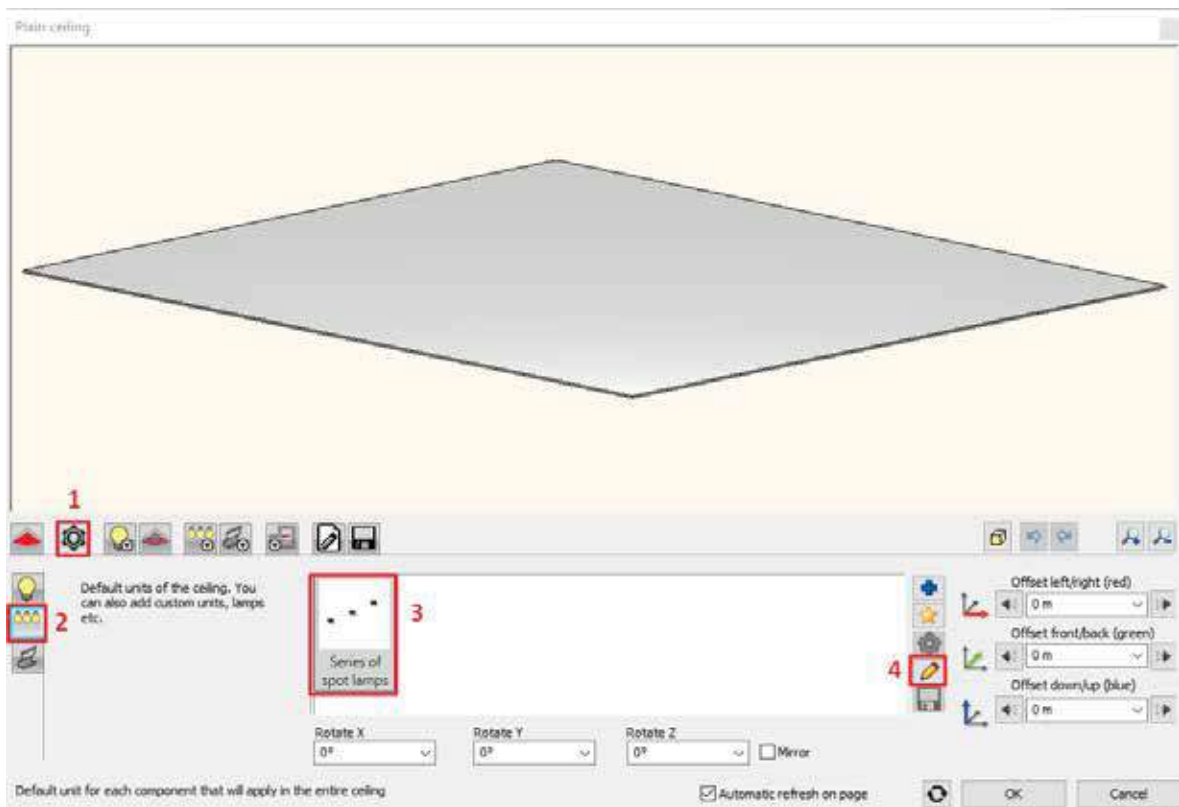 Plain ceiling
1
2
Default units of the ceiling. You
can also add custom units, lamps
etc.
3
Series of
spot lamps
4
Offset left/right (red)
0 m
Offset front/back (green)
0 m
Offset down/up (blue)
0 m
Rotate X
0º
Rotate Y
0º
Rotate Z
0º
Mirror
Default unit for each component that will apply in the entire ceiling
Automatic refresh on page
OK
Cancel